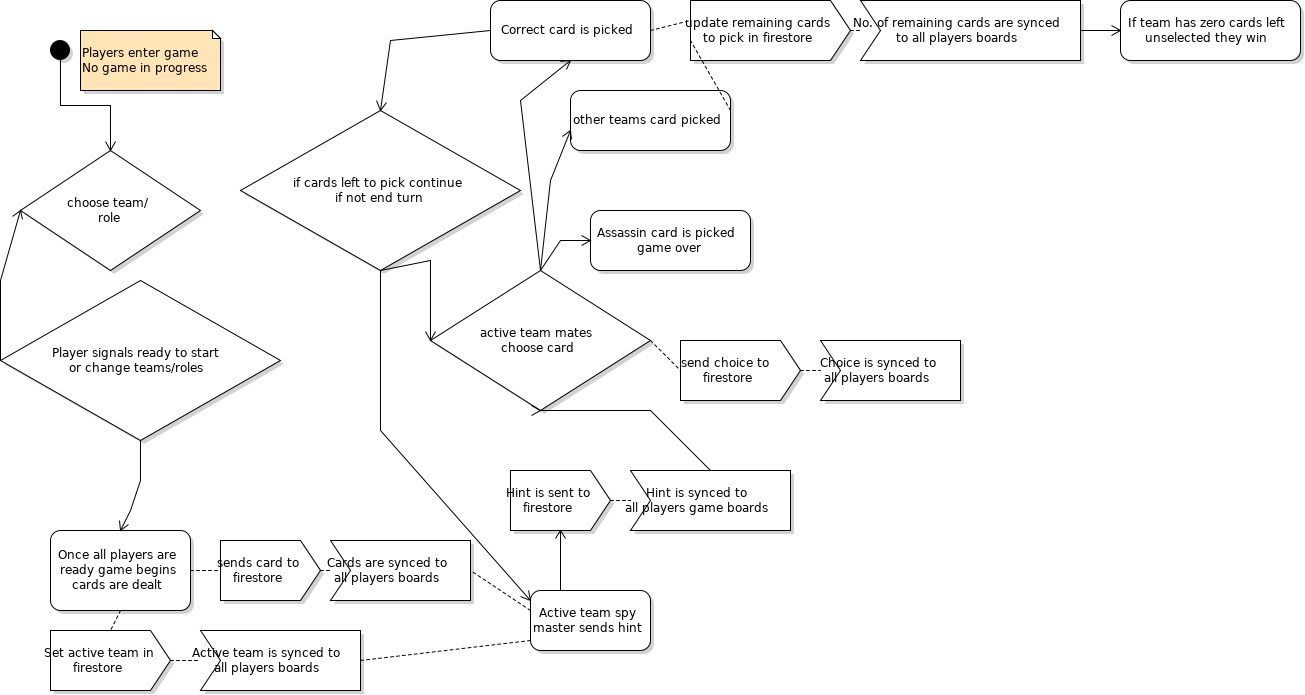 Players enter game
No game in progress
choose team/
role
Player signals ready to start
or change teams/roles
Once all players are
ready game begins
cards are dealt
sends card to
firestore
Cards are synced to
all players boards
Set active team in
firestore
Active team is synced to
all players boards
Active team spy
master sends hint
Hint is sent to
firestore
Hint is synced to
all players game boards
active team mates
choose card
send choice to
firestore
Choice is synced to
all players boards
Assassin card is picked
game over
other teams card picked
Correct card is picked
update remaining cards
to pick in firestore
No. of remaining cards are synced
to all players boards
If team has zero cards left
unselected they win
if cards left to pick continue
if not end turn